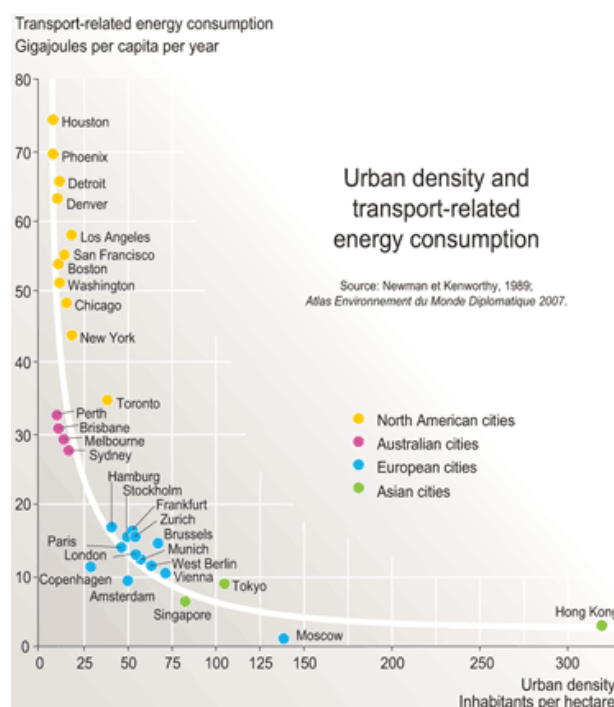 Transport-related energy consumption
Gigajoules per capita per year
80
70
60
50
40
30
20
10
0
Houston
Phoenix
Detroit
Denver
Los Angeles
San Francisco
Boston
Washington
Chicago
New York
Toronto
Perth
Brisbane
Melbourne
Sydney
Hamburg
Stockholm
Frankfurt
Zurich
Brussels
Paris
London
Munich
West Berlin
Vienna
Copenhagen
Amsterdam
Tokyo
Singapore
Moscow
Hong Kong
Urban density and
transport-related
energy consumption
Source: Newman et Kenworthy, 1989;
Atlas Environnement du Monde Diplomatique 2007.
North American cities
Australian cities
European cities
Asian cities
0 25 50 75 100 125 150 200 250 300
Urban density
Inhabitants per hectare